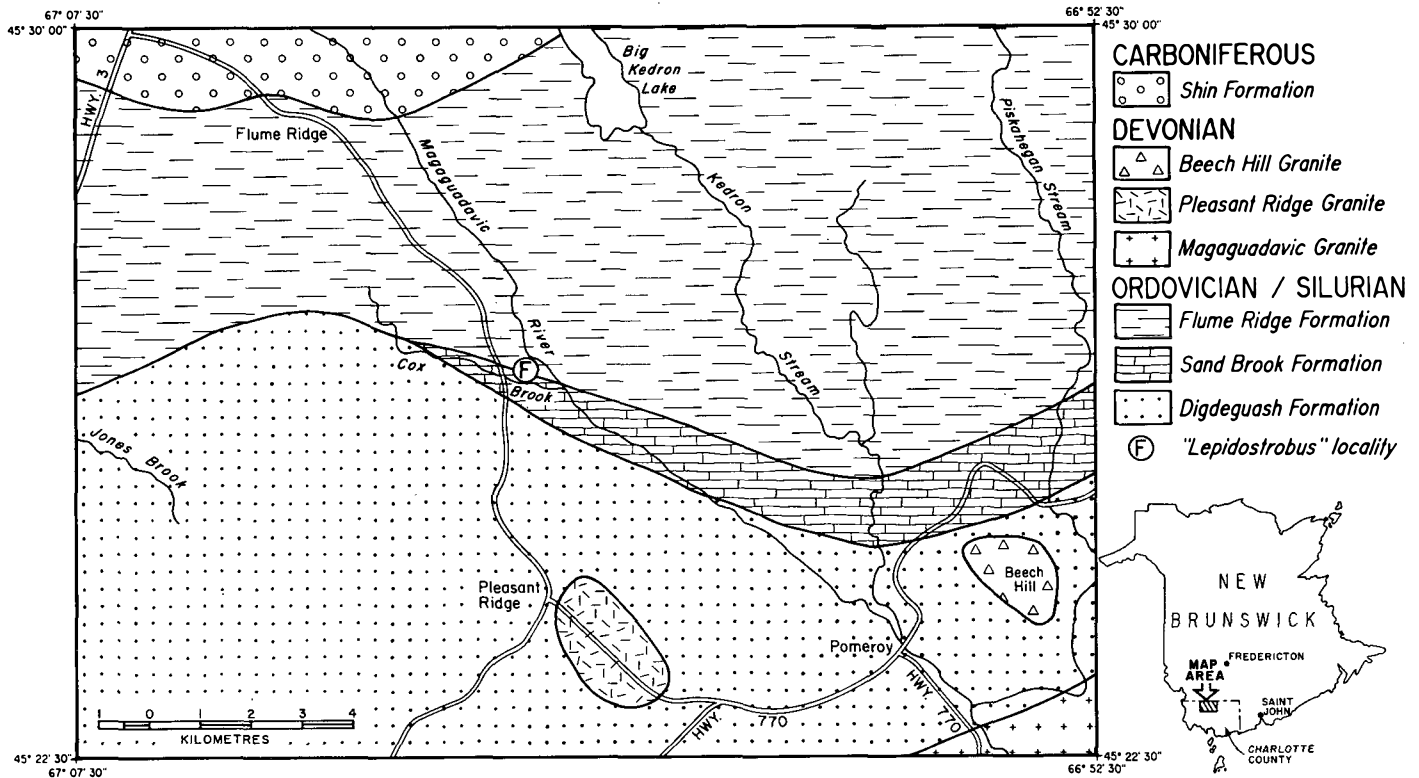 67° 07' 30"
45° 30' 00"
66° 52' 30"
45° 30' 00"
HWY. 3
Flume Ridge
Magaguadavic
River
Big
Kedron
Lake
Kedron
Stream
Piskahegan Stream
Cox
Brook
F
Jones Brook
Pleasant
Ridge
Beech
Hill
Pomeroy
HWY. 770
HWY. 770
1 0 1 2 3 4
KILOMETRES
45° 22' 30"
67° 07' 30"
45° 22' 30"
66° 52' 30"
CARBONIFEROUS
Shin Formation
DEVONIAN
Beech Hill Granite
Pleasant Ridge Granite
Magaguadavic Granite
ORDOVICIAN / SILURIAN
Flume Ridge Formation
Sand Brook Formation
Digdeguash Formation
F "Lepidostrobus" locality
NEW
BRUNSWICK
FREDERICTON
MAP
AREA
SAINT
JOHN
CHARLOTTE
COUNTY